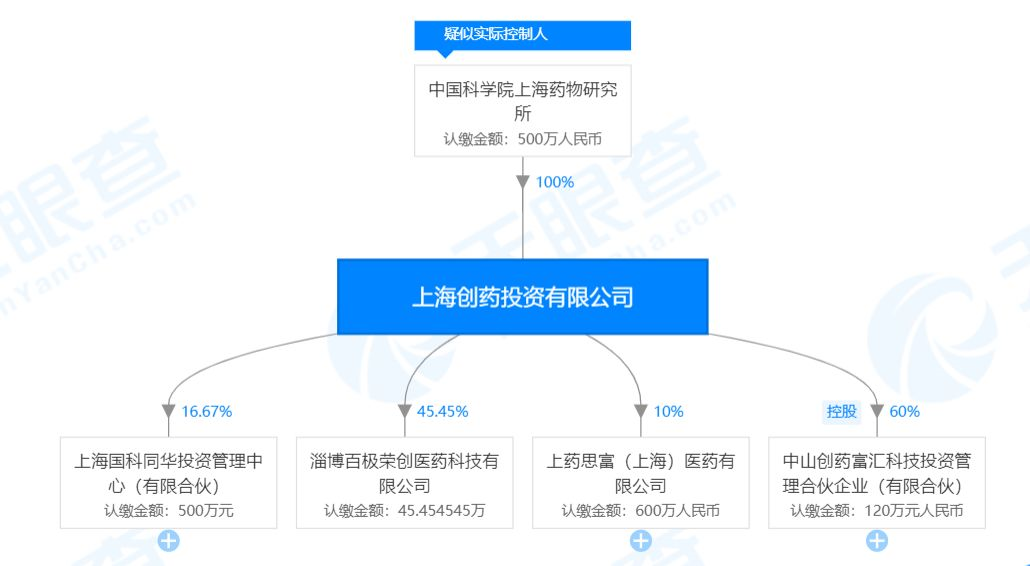 疑似实际控制人
中国科学院上海药物研究
所
认缴金额：500万人民币
100%
上海创药投资有限公司
16.67%
45.45%
10%
控股
60%
上海国科同华投资管理中
心（有限合伙）
认缴金额：500万元
淄博百极荣创医药科技有
限公司
认缴金额：45.454545万
上药思富（上海）医药有
限公司
认缴金额：600万人民币
中山创药富汇科技投资管
理合伙企业（有限合伙）
认缴金额：120万元人民币
天眼查
YanCha.com
天眼查
TianYanCha.com